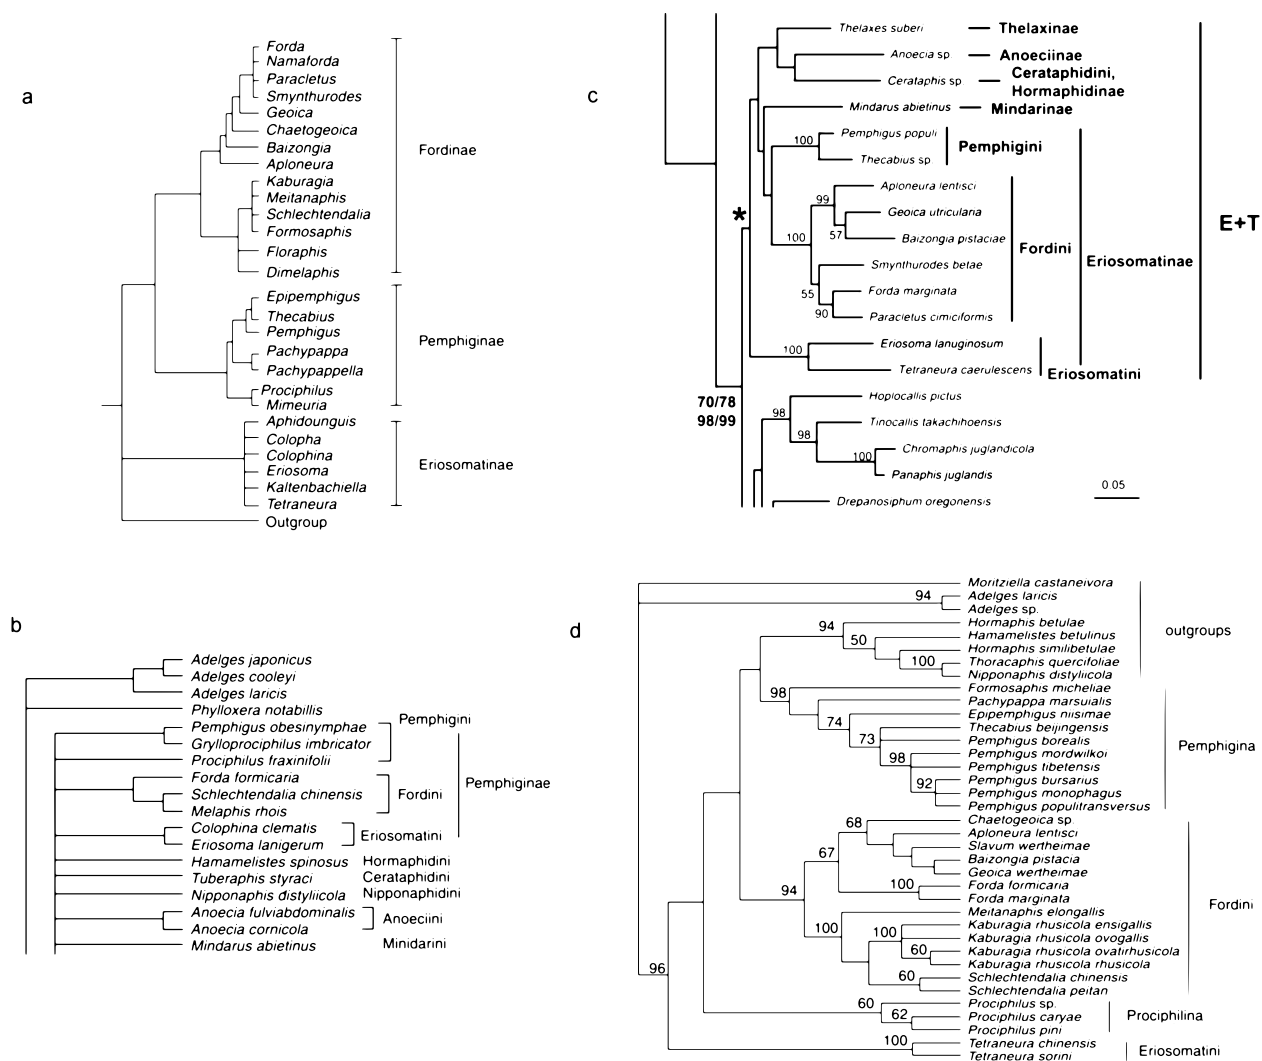 a
Forda
Namaforda
Paracletus
Smynthurodes
Geoica
Chaetogeoica
Baizongia
Aploneura
Kaburagia
Meitanaphis
Schlechtendalia
Formosaphis
Floraphis
Dimelaphis
Fordinae
Epipemphigus
Thecabius
Pemphigus
Pachypappa
Pachypappella
Prociphilus
Mimeuria
Pemphiginae
Aphidounguis
Colopha
Colophina
Eriosoma
Kaltenbachiella
Tetraneura
Eriosomatinae
Outgroup
b
Adelges japonicus
Adelges cooleyi
Adelges laricis
Phylloxera notabillis
Pemphigus obesinymphae
Grylloprociphilus imbricator
Prociphilus fraxinifolii
Pemphigini
Forda formicaria
Schlechtendalia chinensis
Melaphis rhois
Fordini
Pemphiginae
Colophina clematis
Eriosoma lanigerum
Eriosomatini
Hamamelistes spinosus Hormaphidini
Tuberaphis styraci Cerataphidini
Nipponaphis distyliicola Nipponaphidini
Anoecia fulviabdominalis
Anoecia cornicola
Anoeciini
Mindarus abietinus Minidarini
c
Thelaxes suberi Thelaxinae
Anoecia sp. Anoeciinae
Cerataphis sp. Cerataphidini,
Hormaphidinae
Mindarus abietinus Mindarinae
100
Pemphigus populi
Thecabius sp.
Pemphigini
99
Aploneura lentisci
Geoica utricularia
57
Baizongia pistaciae
100
Smynthurodes betae
55
Forda marginata
90
Paracletus cimiciformis
Fordini
Eriosomatinae
E+T
*
100
Eriosoma lanuginosum
Tetraneura caerulescens
Eriosomatini
70/78
98/99
98
Hoplocallis pictus
Tinocallis takachihoensis
98
Chromaphis juglandicola
100
Panaphis juglandis
Drepanosiphum oregonensis
0 05
d
Moritziella castaneivora
94
Adelges laricis
Adelges sp.
94
Hormaphis betulae
50
Hamamelistes betulinus
Hormaphis similibetulae
100
Thoracaphis quercifoliae
Nipponaphis distyliicola
outgroups
98
Formosaphis micheliae
Pachypappa marsuialis
74
Epipemphigus niisimae
Thecabius beijingensis
73
Pemphigus borealis
Pemphigus mordwilkoi
98
Pemphigus tibetensis
92
Pemphigus bursarius
Pemphigus monophagus
Pemphigus populitransversus
Pemphigina
68
Chaetogeoica sp.
Aploneura lentisci
Slavum wertheimae
67
Baizongia pistacia
Geoica wertheimae
100
Forda formicaria
Forda marginata
94
Meitanaphis elongallis
100
Kaburagia rhusicola ensigallis
100
Kaburagia rhusicola ovogallis
60
Kaburagia rhusicola ovatirhusicola
Kaburagia rhusicola rhusicola
60
Schlechtendalia chinensis
Schlechtendalia peitan
Fordini
96
60
Prociphilus sp.
62
Prociphilus caryae
Prociphilus pini
Prociphilina
100
Tetraneura chinensis
Tetraneura sorini
Eriosomatini